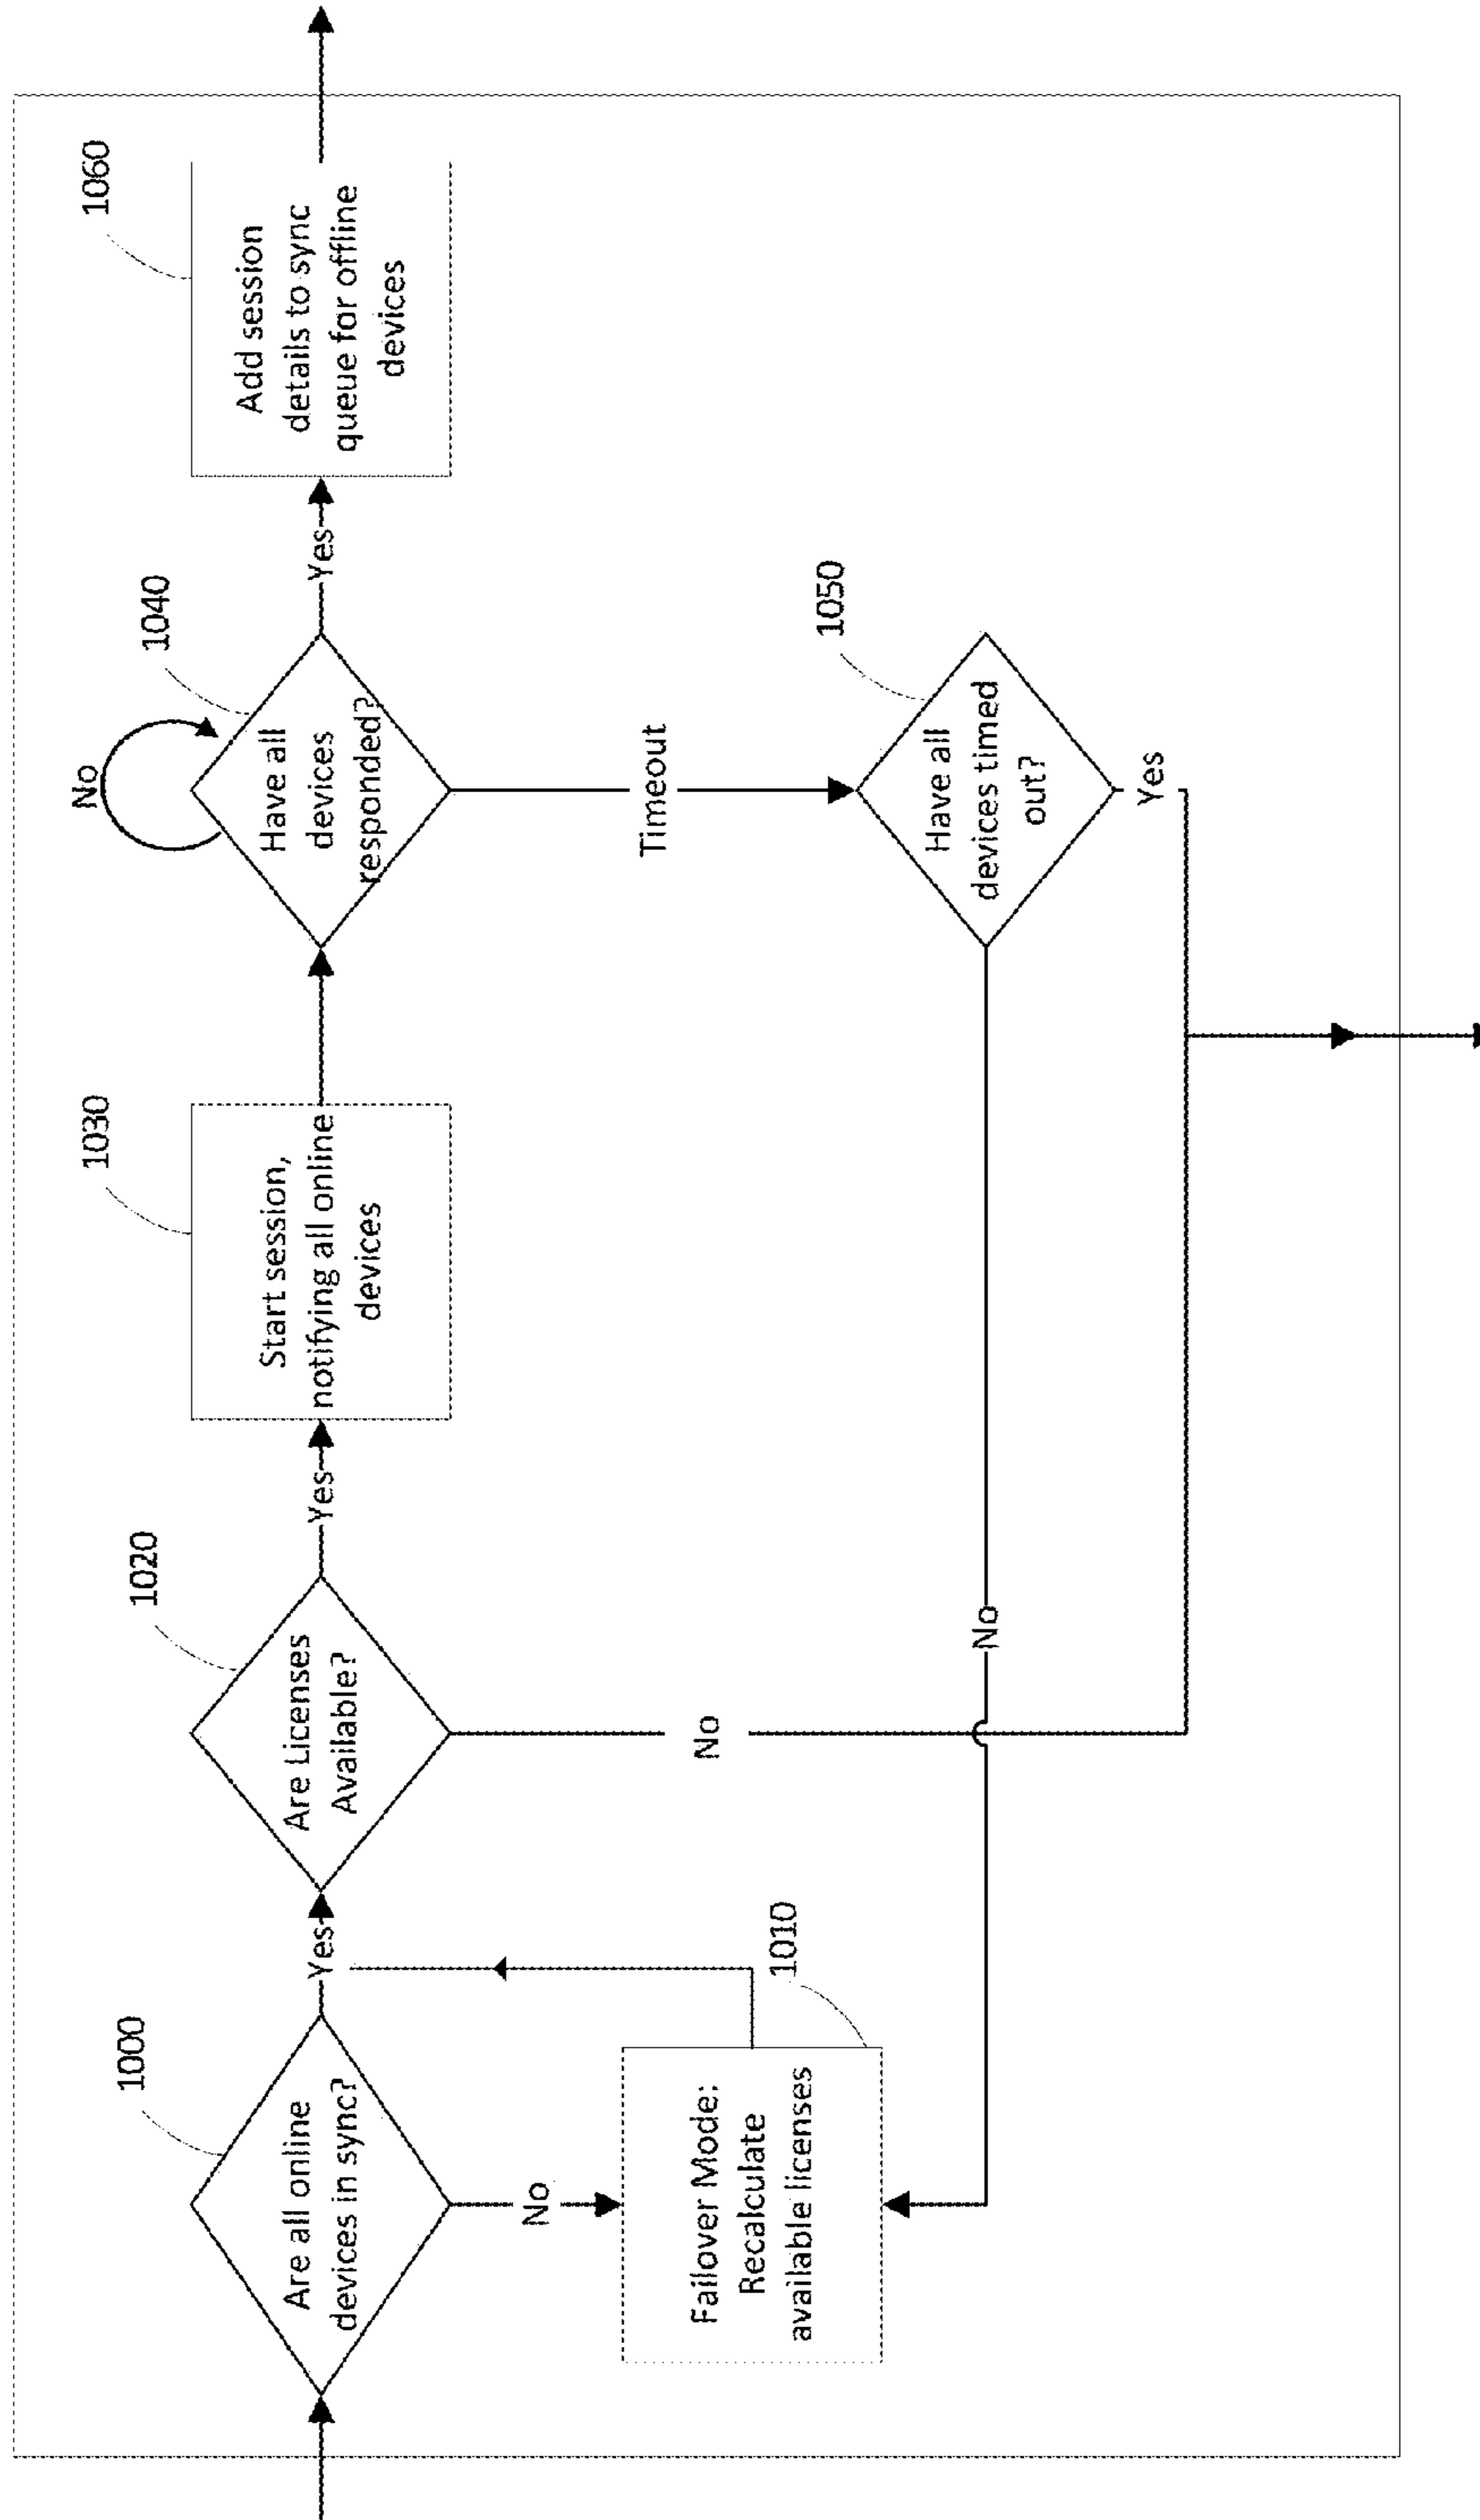 1000
Are all online
devices in sync?
Yes
No
1010
Failover Mode:
Recalculate
available licenses
1020
Are Licenses
Available?
Yes
No
1030
Start session,
notifying all online
devices
1040
No
Have all
devices
responded?
Yes
Timeout
1050
Have all
devices timed
out?
No
Yes
1060
Add session
details to sync
queue for offline
devices